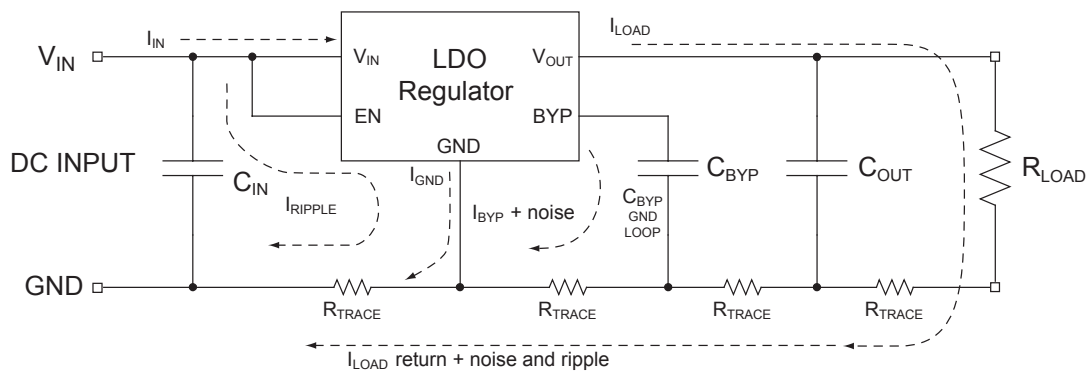 I_IN
I_LOAD
V_IN
V_IN
LDO
Regulator
V_OUT
EN
BYP
GND
DC INPUT
C_IN
I_RIPPLE
I_GND
I_BYP + noise
C_BYP
GND
LOOP
C_BYP
C_OUT
R_LOAD
GND
R_TRACE
R_TRACE
R_TRACE
R_TRACE
I_LOAD return + noise and ripple